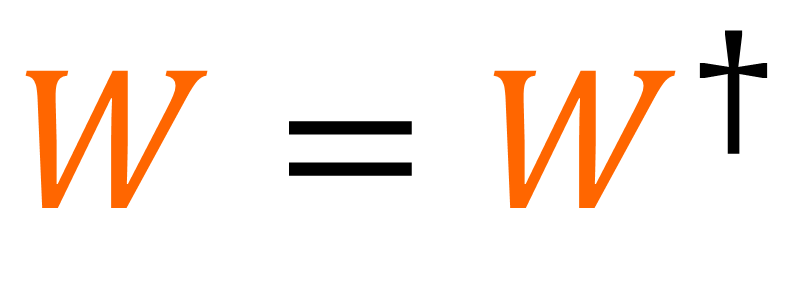 W = W†